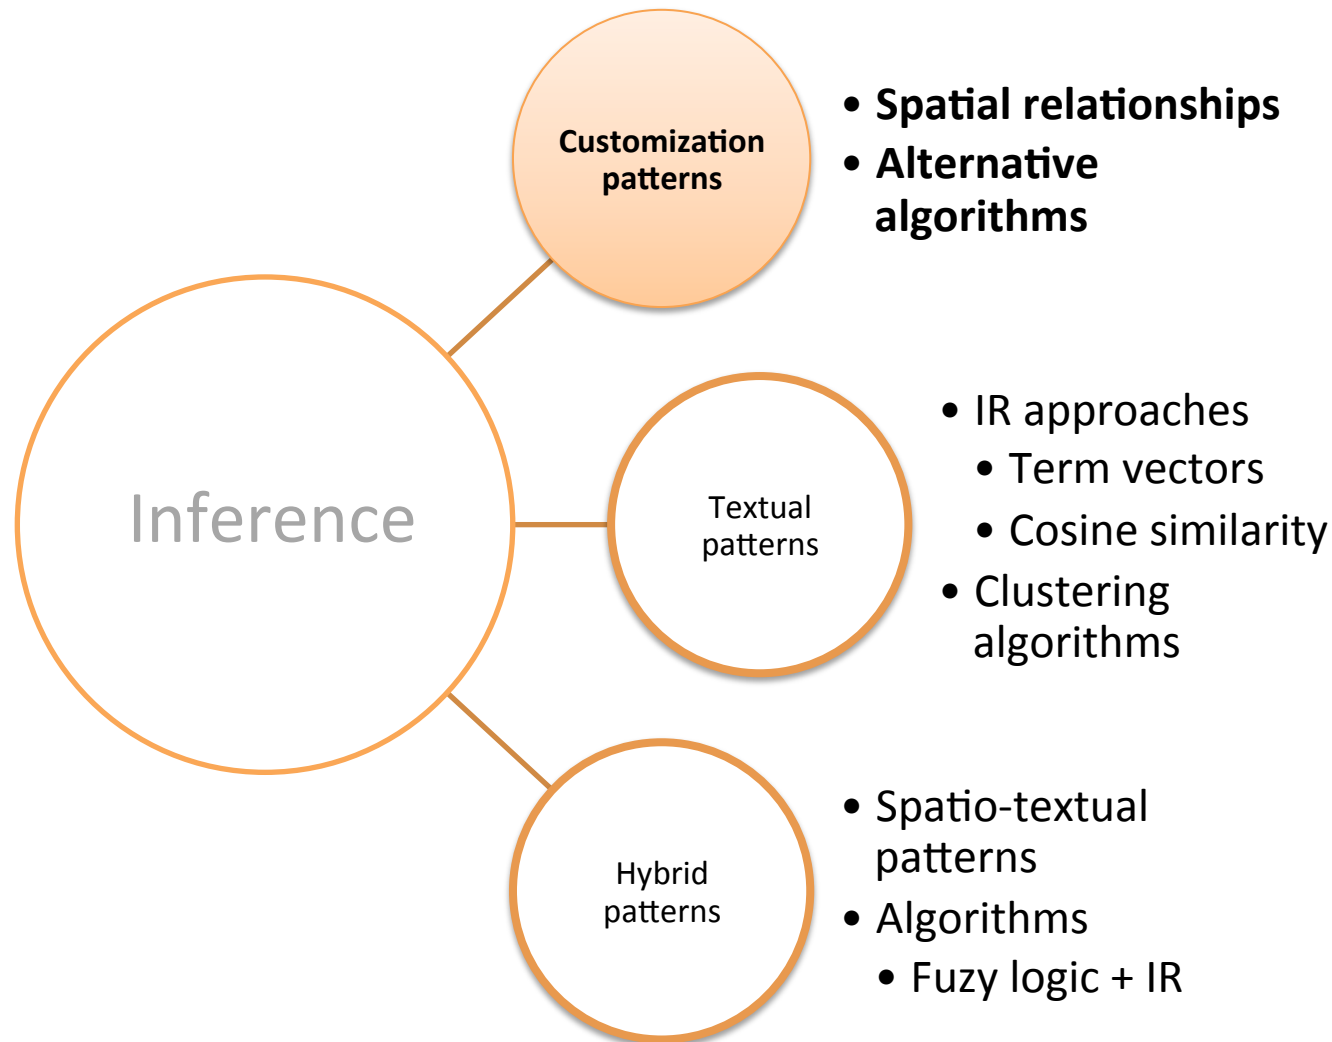 Customization
patterns
• Spatial relationships
• Alternative
algorithms
Inference
Textual
patterns
• IR approaches
• Term vectors
• Cosine similarity
• Clustering
algorithms
Hybrid
patterns
• Spatio-textual
patterns
• Algorithms
• Fuzy logic + IR